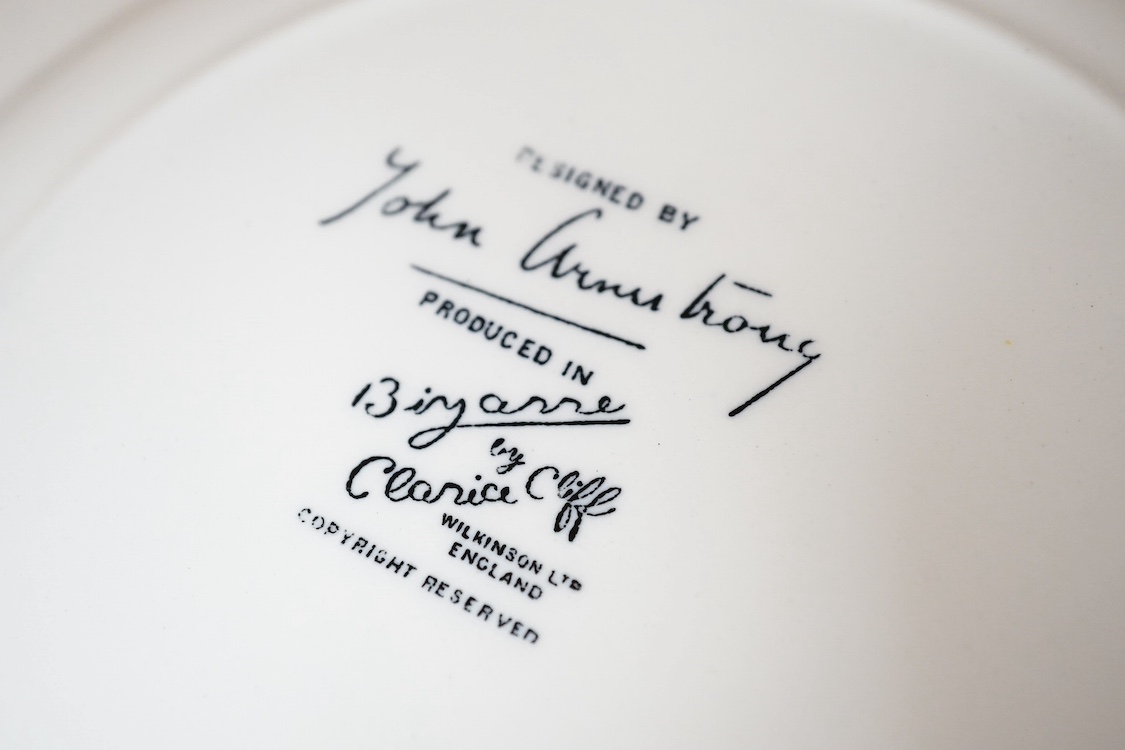 DESIGNED BY
John Armstrong
PRODUCED IN
Bizarre
by
Clarice Cliff
WILKINSON LTD
ENGLAND
COPYRIGHT RESERVED